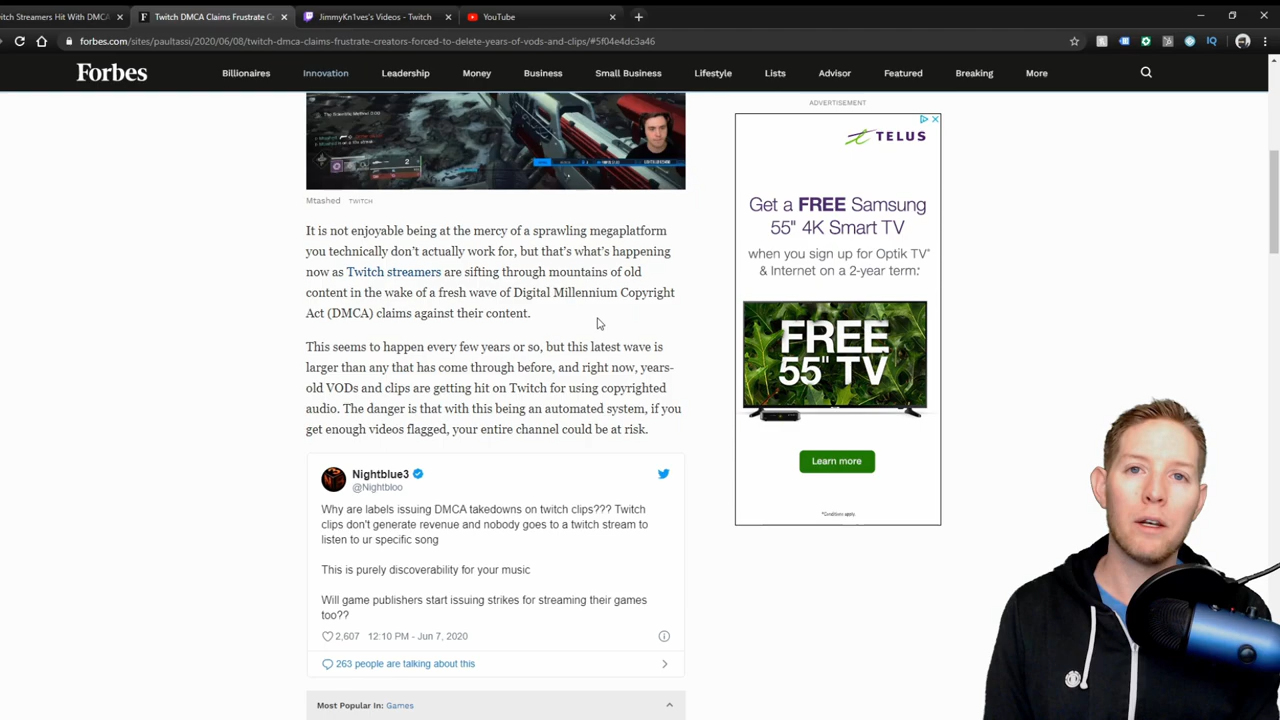 tch Streamers Hit With DMCA
Twitch DMCA Claims Frustrate C
JimmyKn1ves's Videos - Twitch
YouTube
forbes.com/sites/paultassi/2020/06/08/twitch-dmca-claims-frustrate-creators-forced-to-delete-years-of-vods-and-clips/#5f04e4dc3a46
IQ
Forbes
Billionaires
Innovation
Leadership
Money
Business
Small Business
Lifestyle
Lists
Advisor
Featured
Breaking
More
ADVERTISEMENT
TELUS
Get a FREE Samsung
55" 4K Smart TV
when you sign up for Optik TV
& Internet on a 2-year term.
FREE
55" TV
Learn more
*Conditions apply.
Mtashed TWITCH
It is not enjoyable being at the mercy of a sprawling megaplatform
you technically don't actually work for, but that's what's happening
now as Twitch streamers are sifting through mountains of old
content in the wake of a fresh wave of Digital Millennium Copyright
Act (DMCA) claims against their content.
This seems to happen every few years or so, but this latest wave is
larger than any that has come through before, and right now, years-
old VODs and clips are getting hit on Twitch for using copyrighted
audio. The danger is that with this being an automated system, if you
get enough videos flagged, your entire channel could be at risk.
Nightblue3
@Nightbloo
Why are labels issuing DMCA takedowns on twitch clips??? Twitch
clips don't generate revenue and nobody goes to a twitch stream to
listen to ur specific song
This is purely discoverability for your music
Will game publishers start issuing strikes for streaming their games
too??
2,607 12:10 PM - Jun 7, 2020
263 people are talking about this
Most Popular In: Games